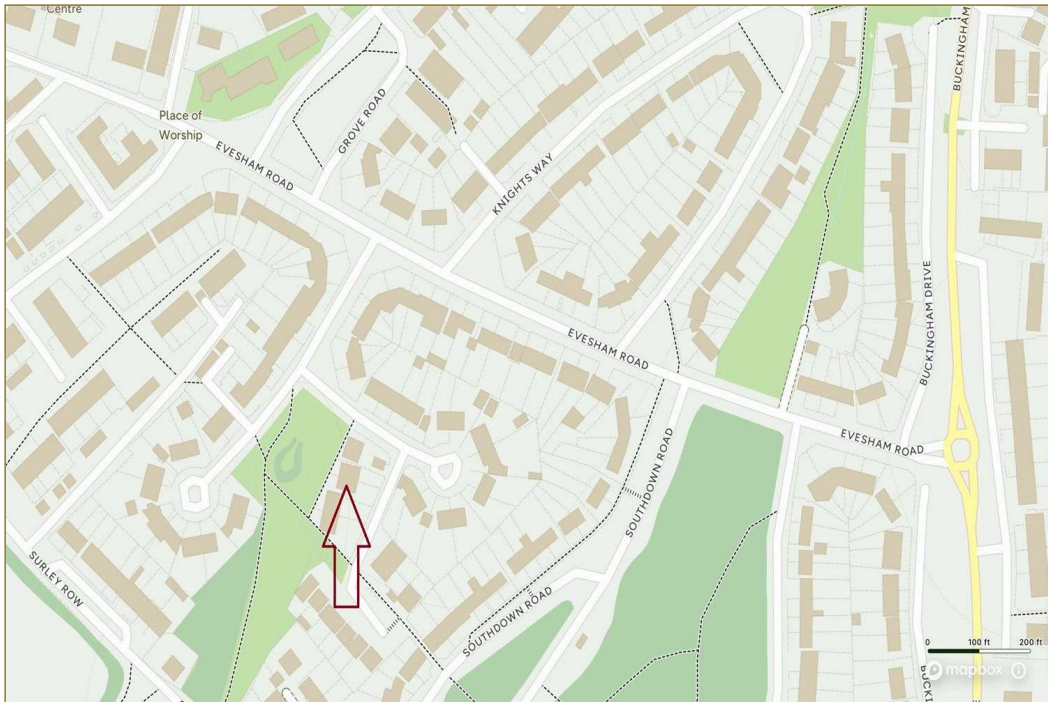 Centre
BUCKINGHAM
Place of
Worship
GROVE ROAD
EVESHAM ROAD
KNIGHTS WAY
BUCKINGHAM DRIVE
EVESHAM ROAD
EVESHAM ROAD
SOUTHDOWN ROAD
SURLEY ROW
SOUTHDOWN ROAD
0 100 ft 200 ft
mapbox
BUCKI